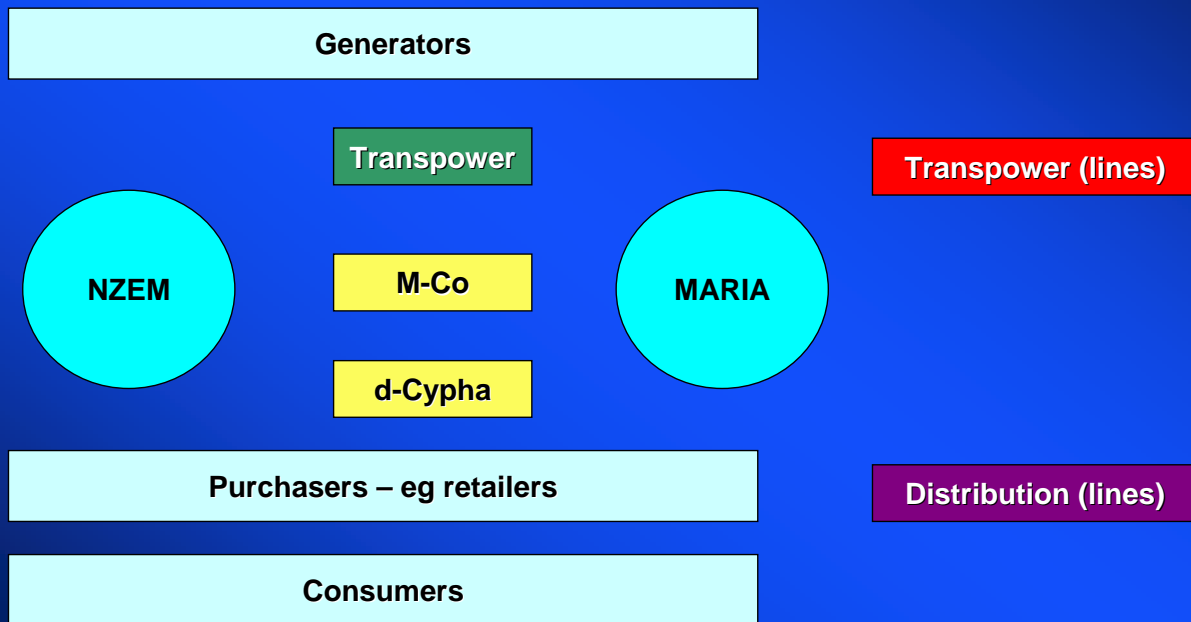 Generators
Transpower
Transpower (lines)
NZEM
M-Co
MARIA
d-Cypha
Purchasers – eg retailers
Distribution (lines)
Consumers